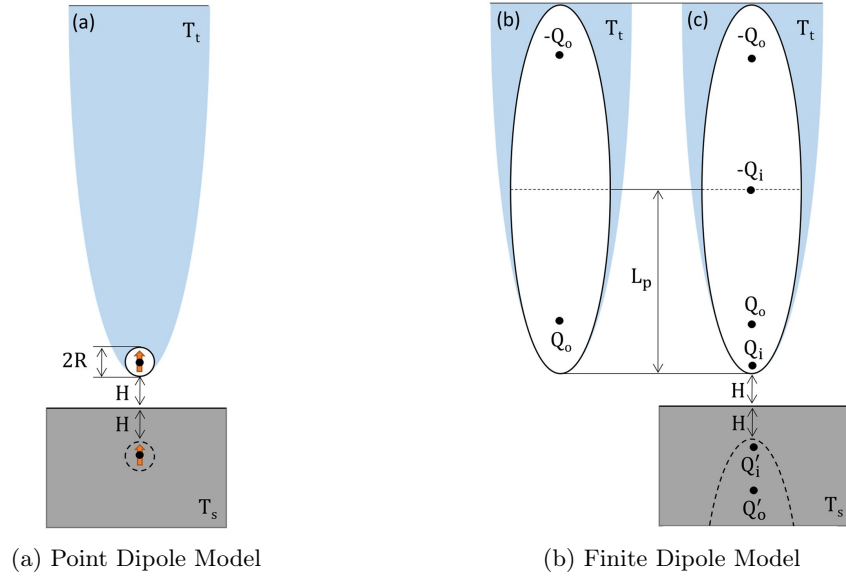 (a)
T_t
2R
H
H
T_s
(b)
-Q_o
T_t
(c)
-Q_o
T_t
-Q_i
L_p
Q_o
Q_o
Q_i
H
H
Q'_i
Q'_o
T_s
(a) Point Dipole Model
(b) Finite Dipole Model